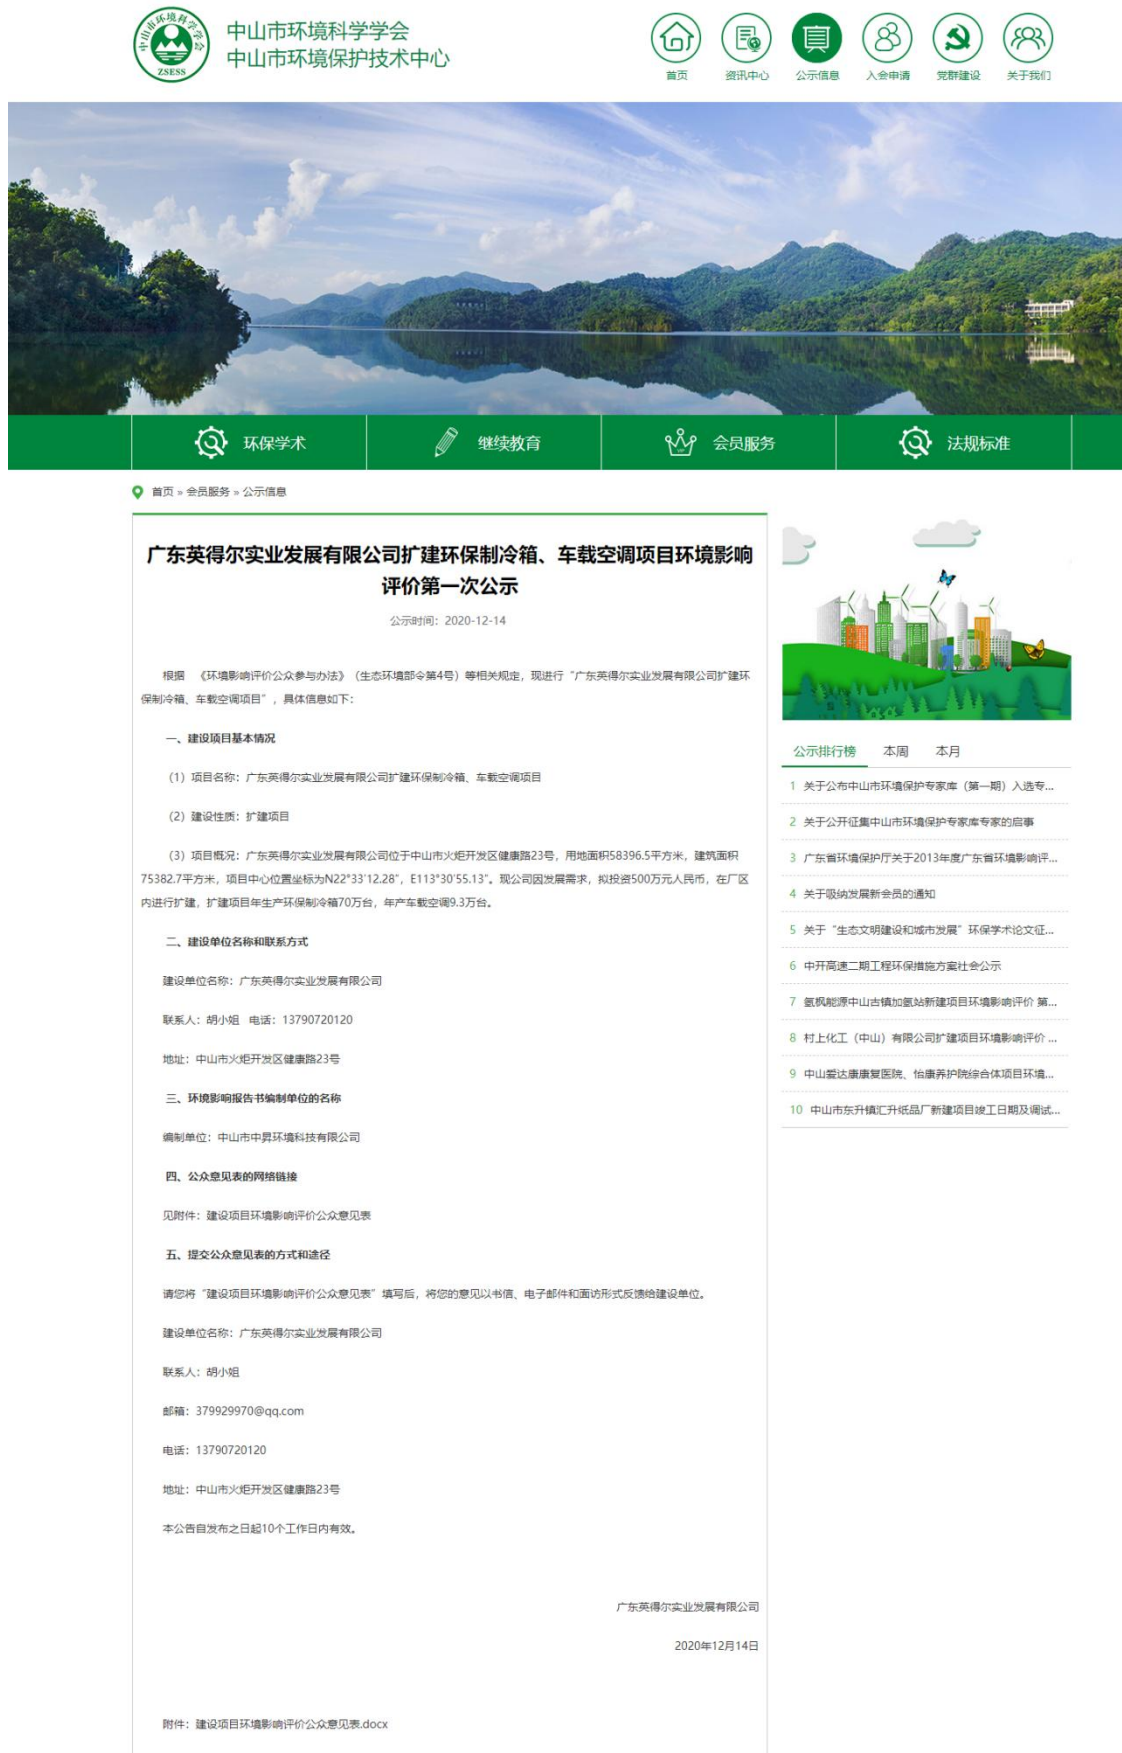 中山市环境科学学会
ZSESS
中山市环境科学学会
中山市环境保护技术中心
首页
资讯中心
公示信息
入会申请
党群建设
关于我们
环保学术
继续教育
会员服务
法规标准
首页 » 会员服务 » 公示信息
广东英得尔实业发展有限公司扩建环保制冷箱、车载空调项目环境影响
评价第一次公示
公示时间：2020-12-14
根据 《环境影响评价公众参与办法》（生态环境部令第4号）等相关规定，现进行“广东英得尔实业发展有限公司扩建环
保制冷箱、车载空调项目”，具体信息如下：
一、建设项目基本情况
（1）项目名称：广东英得尔实业发展有限公司扩建环保制冷箱、车载空调项目
（2）建设性质：扩建项目
（3）项目概况：广东英得尔实业发展有限公司位于中山市火炬开发区健康路23号，用地面积58396.5平方米，建筑面积
75382.7平方米，项目中心位置坐标为N22°33'12.28"，E113°30'55.13"。现公司因发展需求，拟投资500万元人民币，在厂区
内进行扩建，扩建项目年生产环保制冷箱70万台，年产车载空调9.3万台。
二、建设单位名称和联系方式
建设单位名称：广东英得尔实业发展有限公司
联系人：胡小姐 电话：13790720120
地址：中山市火炬开发区健康路23号
三、环境影响报告书编制单位的名称
编制单位：中山市中昇环境科技有限公司
四、公众意见表的网络链接
见附件：建设项目环境影响评价公众意见表
五、提交公众意见表的方式和途径
请您将“建设项目环境影响评价公众意见表”填写后，将您的意见以书信、电子邮件和面访形式反馈给建设单位。
建设单位名称：广东英得尔实业发展有限公司
联系人：胡小姐
邮箱：379929970@qq.com
电话：13790720120
地址：中山市火炬开发区健康路23号
本公告自发布之日起10个工作日内有效。
广东英得尔实业发展有限公司
2020年12月14日
附件：建设项目环境影响评价公众意见表.docx
公示排行榜 本周 本月
1 关于公布中山市环境保护专家库（第一期）入选专...
2 关于公开征集中山市环境保护专家库专家的启事
3 广东省环境保护厅关于2013年度广东省环境影响评...
4 关于吸纳发展新会员的通知
5 关于“生态文明建设和城市发展”环保学术论文征...
6 中开高速二期工程环保措施方案社会公示
7 氢枫能源中山古镇加氢站新建项目环境影响评价 第...
8 村上化工（中山）有限公司扩建项目环境影响评价 ...
9 中山爱达康康复医院、怡康养护院综合体项目环境...
10 中山市东升镇汇升纸品厂新建项目竣工日期及调试...